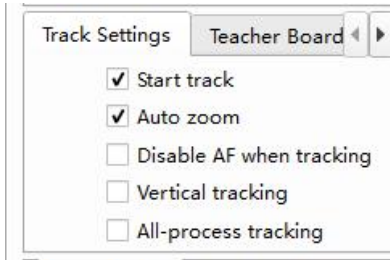 Track Settings Teacher Board
Start track
Auto zoom
Disable AF when tracking
Vertical tracking
All-process tracking